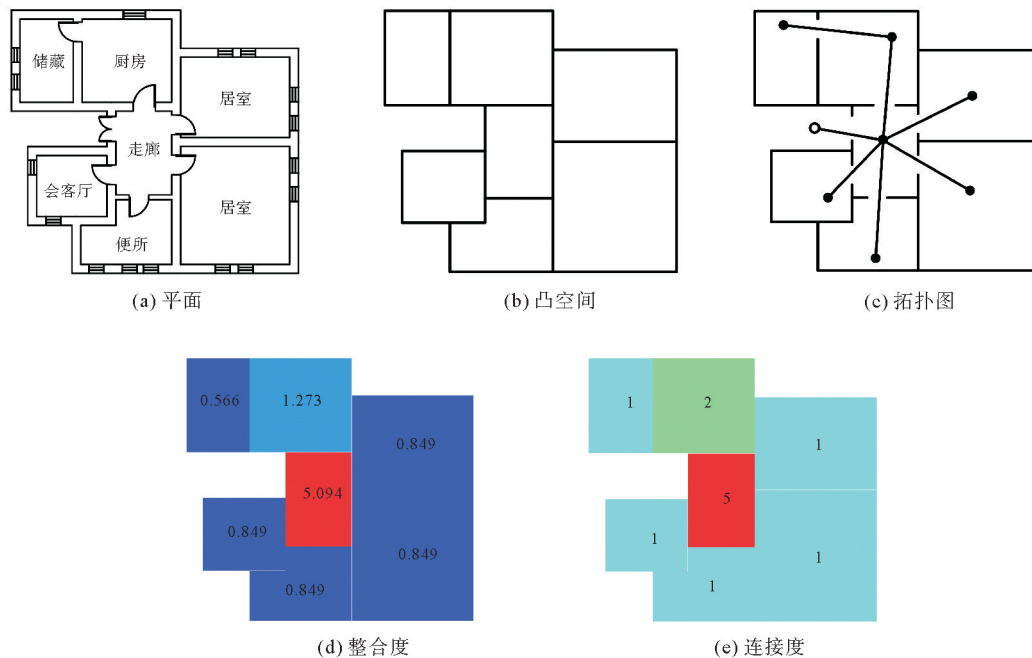 储藏
厨房
居室
走廊
会客厅
居室
便所
(a) 平面
(b) 凸空间
(c) 拓扑图
0.566
1.273
0.849
5.094
0.849
0.849
0.849
(d) 整合度
1
2
1
5
1
1
1
(e) 连接度